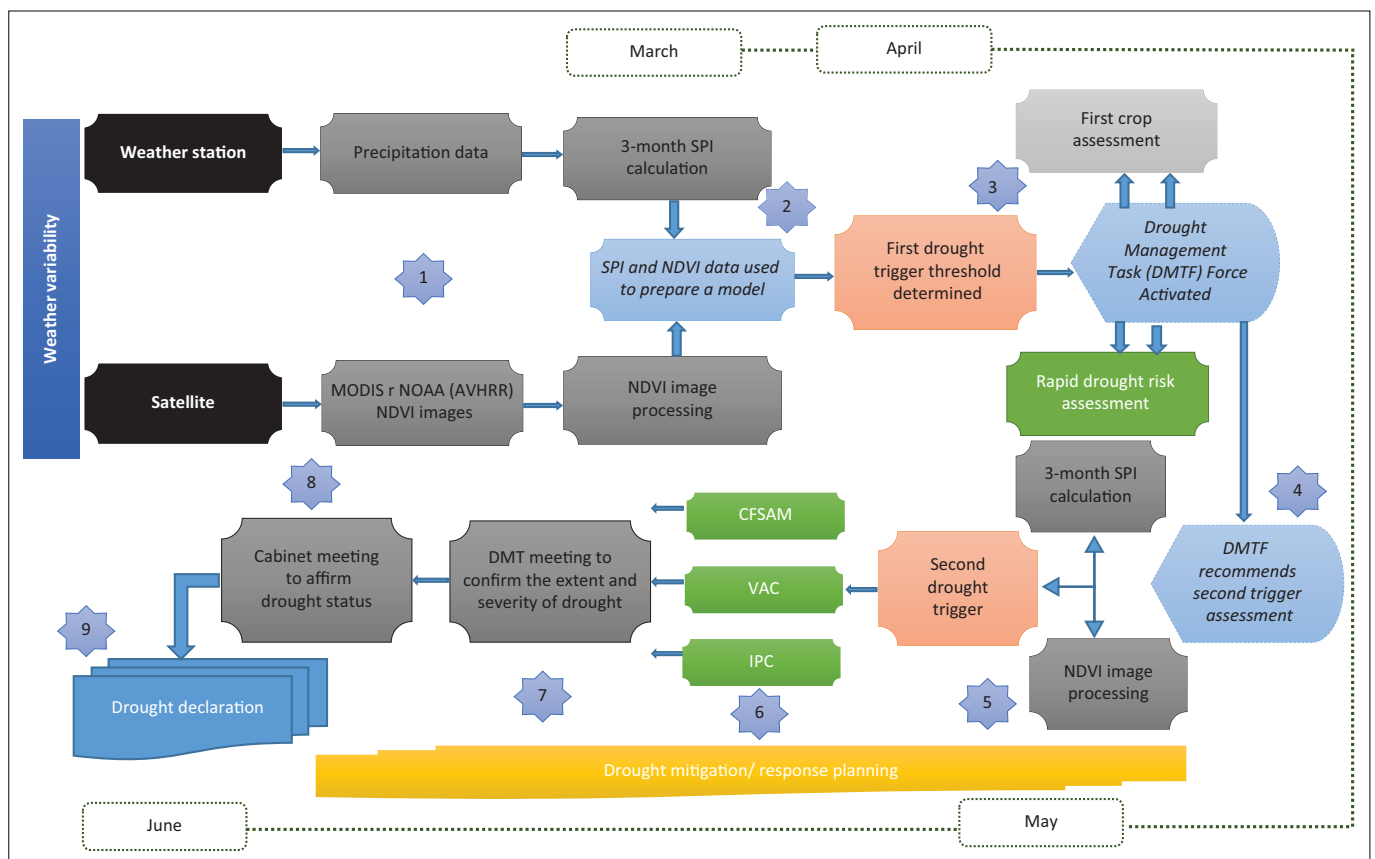 March
April
Weather variability
Weather station
Precipitation data
3-month SPI
calculation
First crop
assessment
1
2
3
SPI and NDVI data used
to prepare a model
First drought
trigger threshold
determined
Drought
Management
Task (DMTF) Force
Activated
Satellite
MODIS r NOAA (AVHRR)
NDVI images
NDVI image
processing
Rapid drought risk
assessment
3-month SPI
calculation
4
DMTF
recommends
second trigger
assessment
NDVI image
processing
5
Second
drought
trigger
CFSAM
VAC
IPC
6
DMT meeting to
confirm the extent and
severity of drought
7
8
Cabinet meeting
to affirm
drought status
9
Drought declaration
Drought mitigation/ response planning
June
May